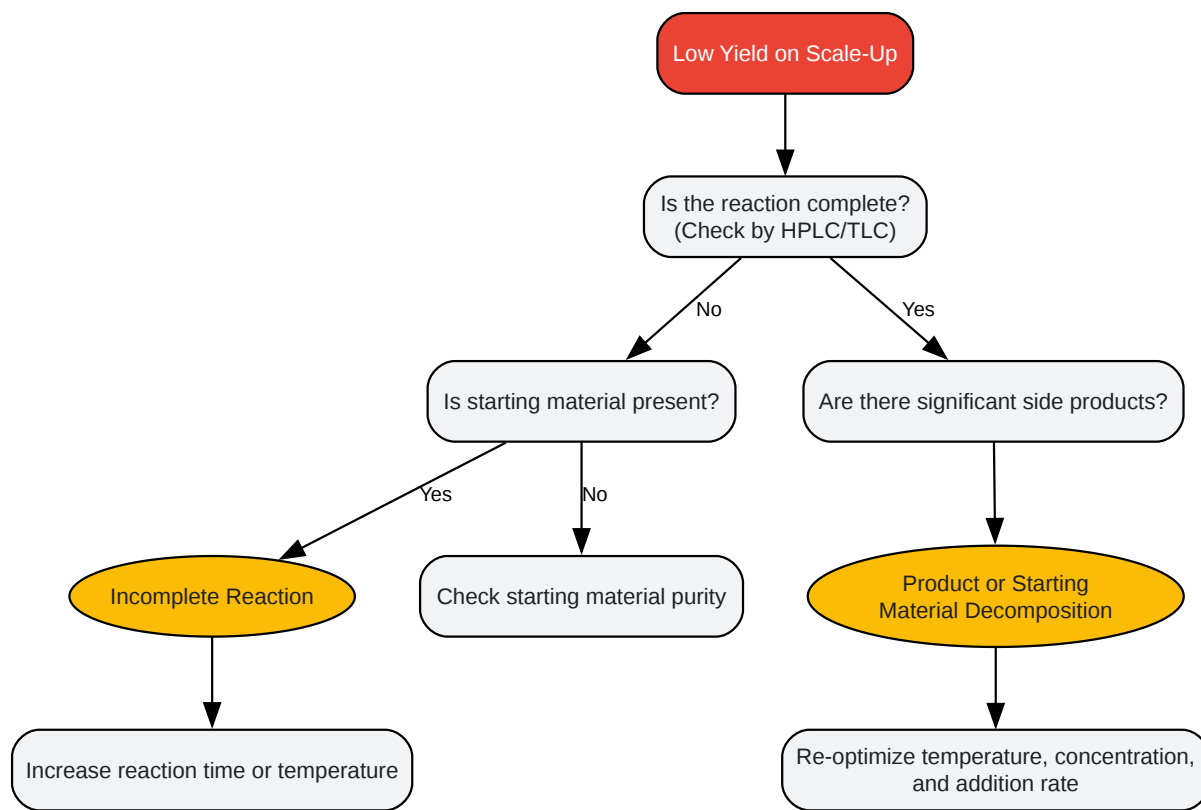 Low Yield on Scale-Up
Is the reaction complete?
(Check by HPLC/TLC)
No
Yes
Is starting material present?
Are there significant side products?
Yes
No
Incomplete Reaction
Check starting material purity
Product or Starting
Material Decomposition
Increase reaction time or temperature
Re-optimize temperature, concentration,
and addition rate